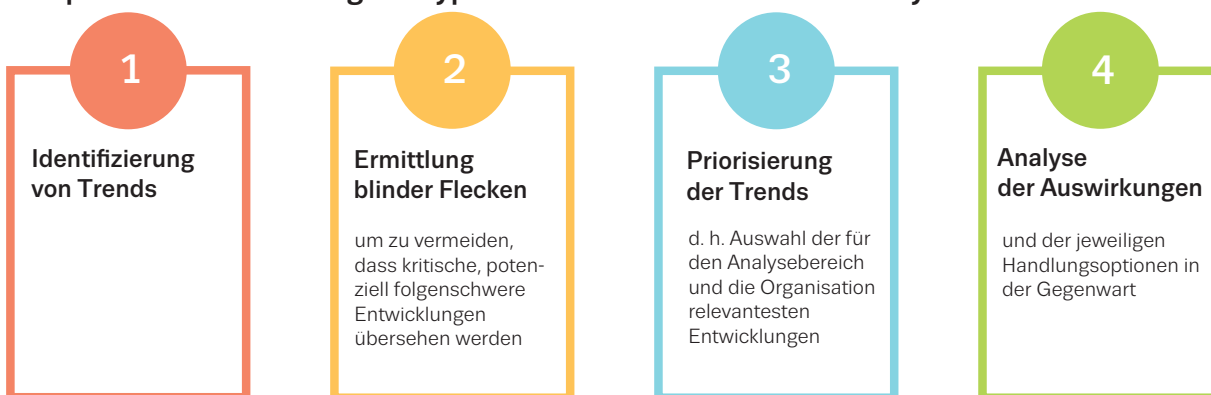 1
Identifizierung
von Trends
2
Ermittlung
blinder Flecken
um zu vermeiden,
dass kritische, poten-
ziell folgenschwere
Entwicklungen
übersehen werden
3
Priorisierung
der Trends
d. h. Auswahl der für
den Analysebereich
und die Organisation
relevantesten
Entwicklungen
4
Analyse
der Auswirkungen
und der jeweiligen
Handlungsoptionen in
der Gegenwart